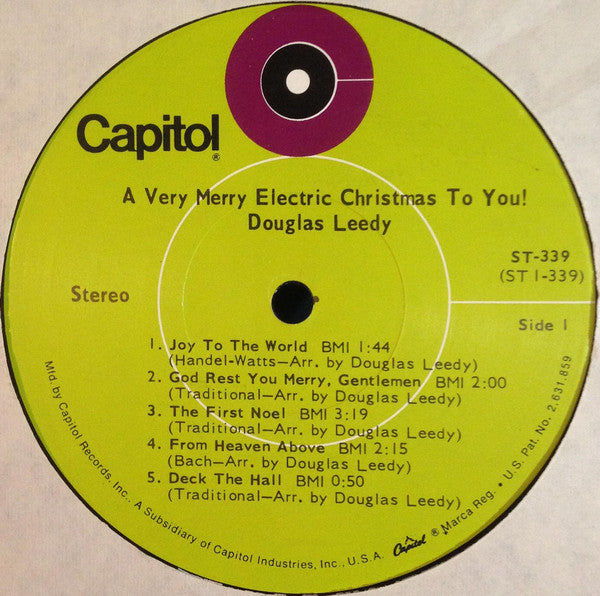 Capitol®
A Very Merry Electric Christmas To You!
Douglas Leedy
ST-339
(ST 1-339)
Stereo
Side 1
1. Joy To The World BMI 1:44
(Handel-Watts—Arr. by Douglas Leedy)
2. God Rest You Merry, Gentlemen BMI 2:00
(Traditional—Arr. by Douglas Leedy)
3. The First Noel BMI 3:19
(Traditional—Arr. by Douglas Leedy)
4. From Heaven Above BMI 2:15
(Bach—Arr. by Douglas Leedy)
5. Deck The Hall BMI 0:50
(Traditional—Arr. by Douglas Leedy)
Mfd. by Capitol Records, Inc., A Subsidiary of Capitol Industries, Inc., U.S.A. Capitol ® Marca Reg. • U.S. Pat. No. 2,631,859